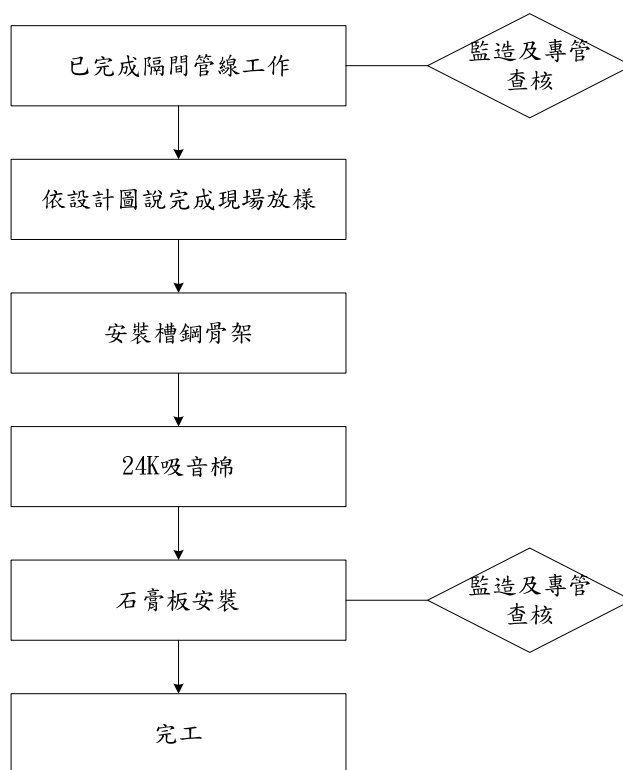 已完成隔間管線工作
監造及專管
查核
依設計圖說完成現場放樣
安裝槽鋼骨架
24K吸音棉
石膏板安裝
監造及專管
查核
完工